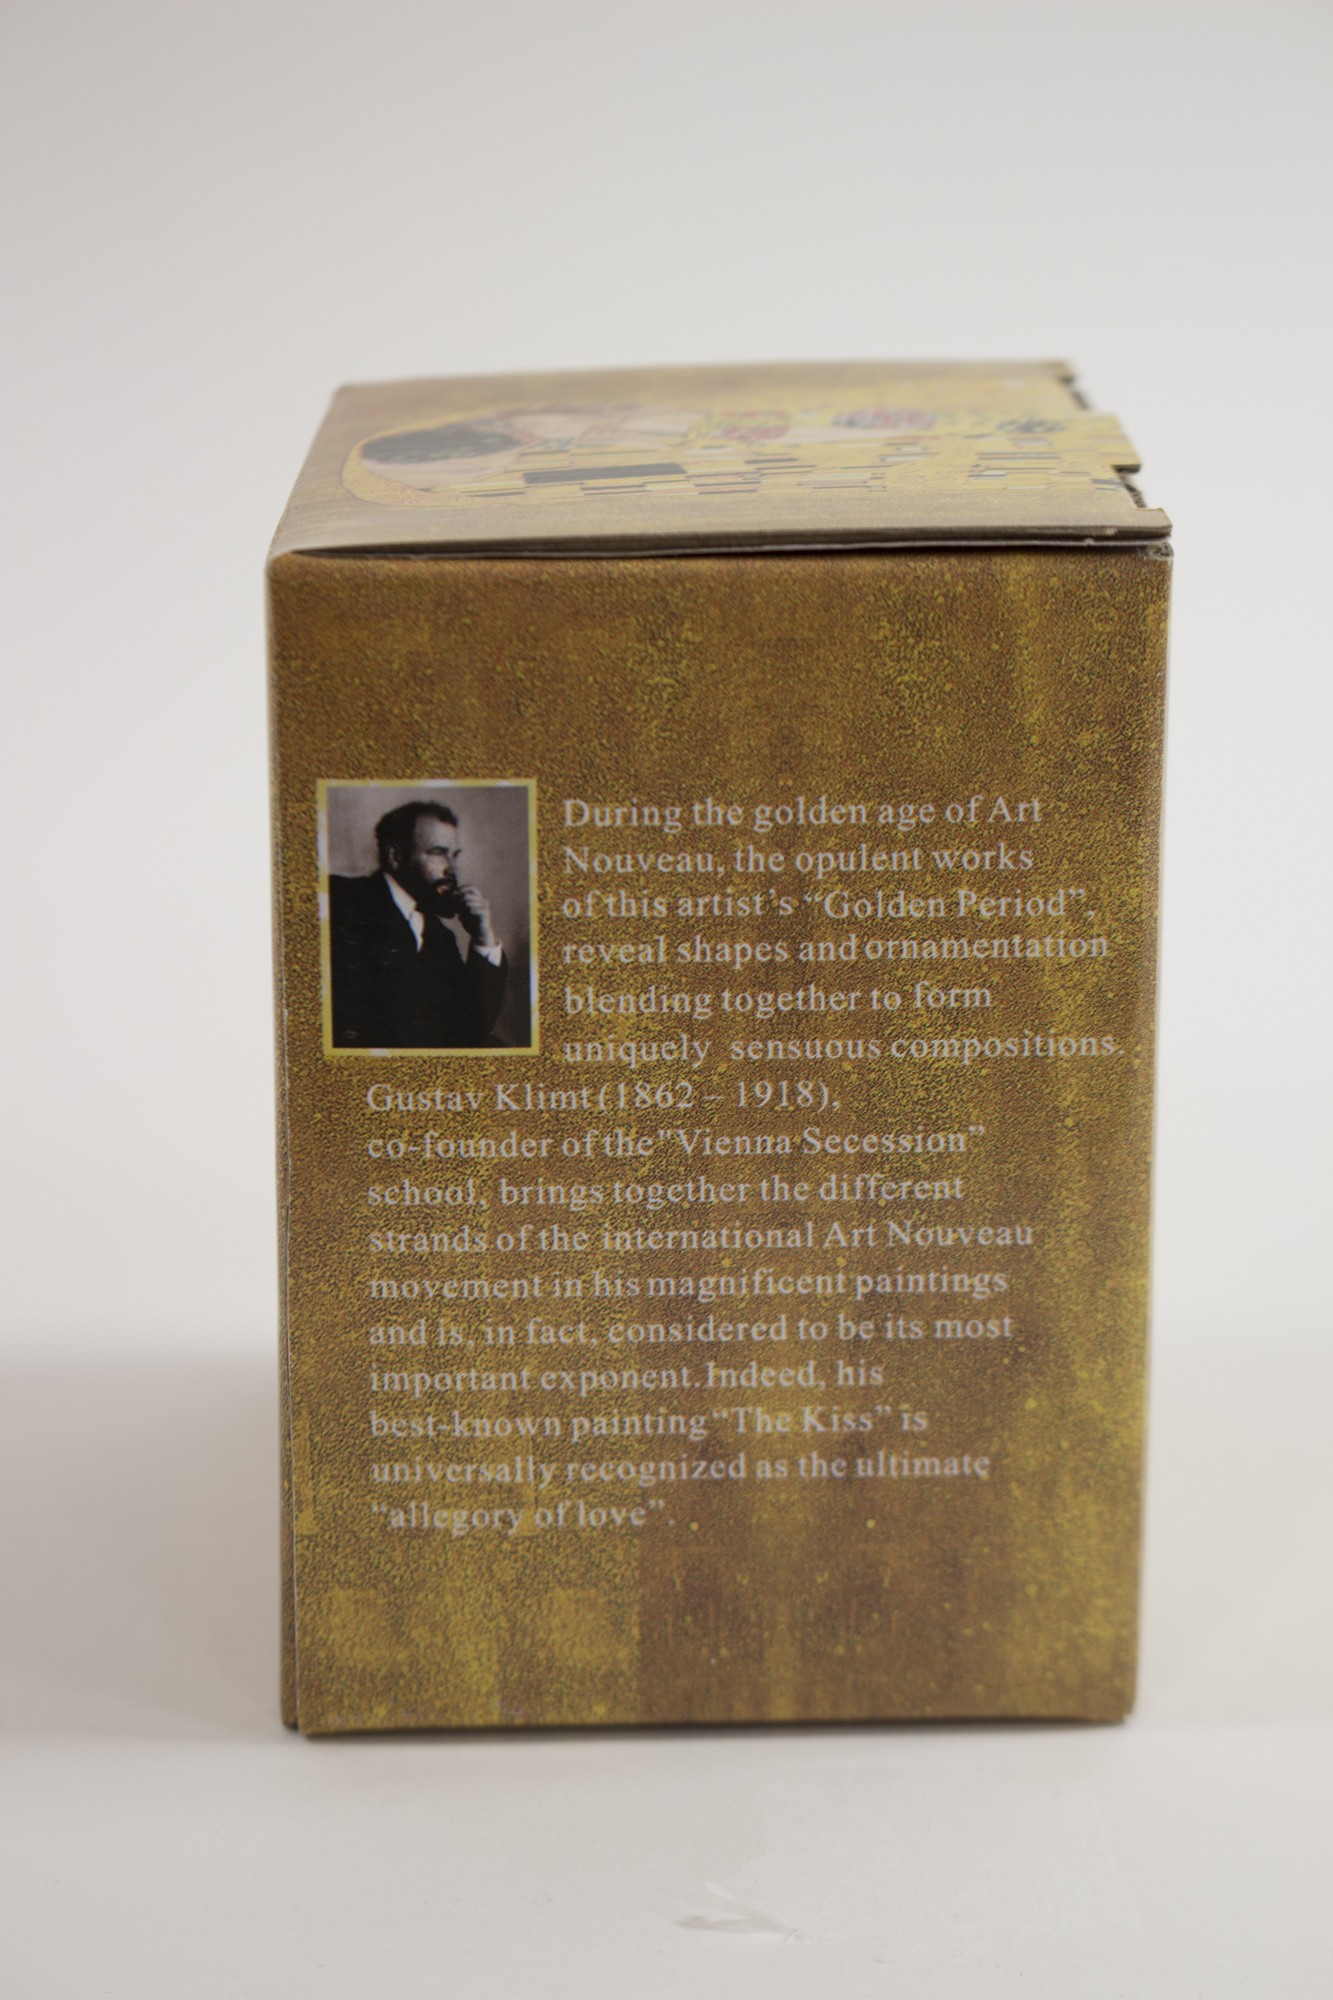 During the golden age of Art
Nouveau, the opulent works
of this artist's “Golden Period”,
reveal shapes and ornamentation
blending together to form
uniquely sensuous compositions.
Gustav Klimt (1862 – 1918),
co-founder of the "Vienna Secession”
school, brings together the different
strands of the international Art Nouveau
movement in his magnificent paintings
and is, in fact, considered to be its most
important exponent.Indeed, his
best-known painting “The Kiss” is
universally recognized as the ultimate
“allegory of love”.